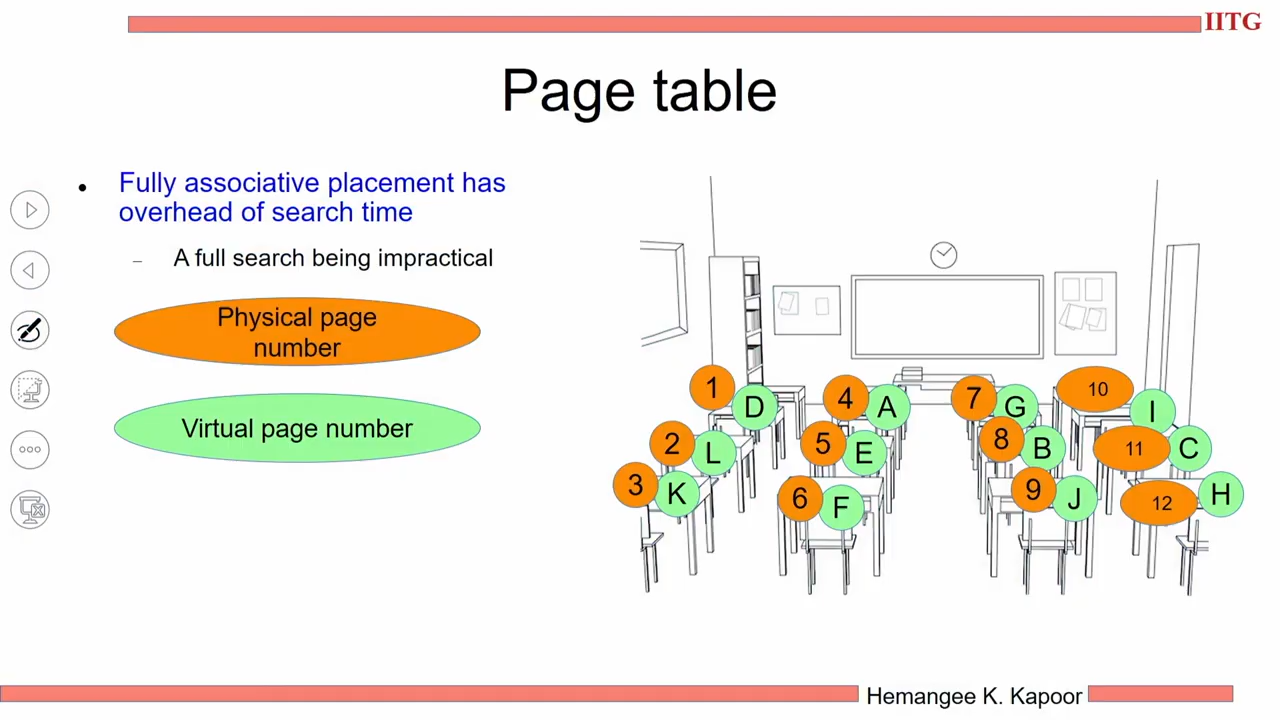 IITG
Page table
• Fully associative placement has
overhead of search time
– A full search being impractical
Physical page
number
Virtual page number
1 D
2 L
3 K
4 A
5 E
6 F
7 G
8 B
9 J
10 I
11 C
12 H
Hemangee K. Kapoor